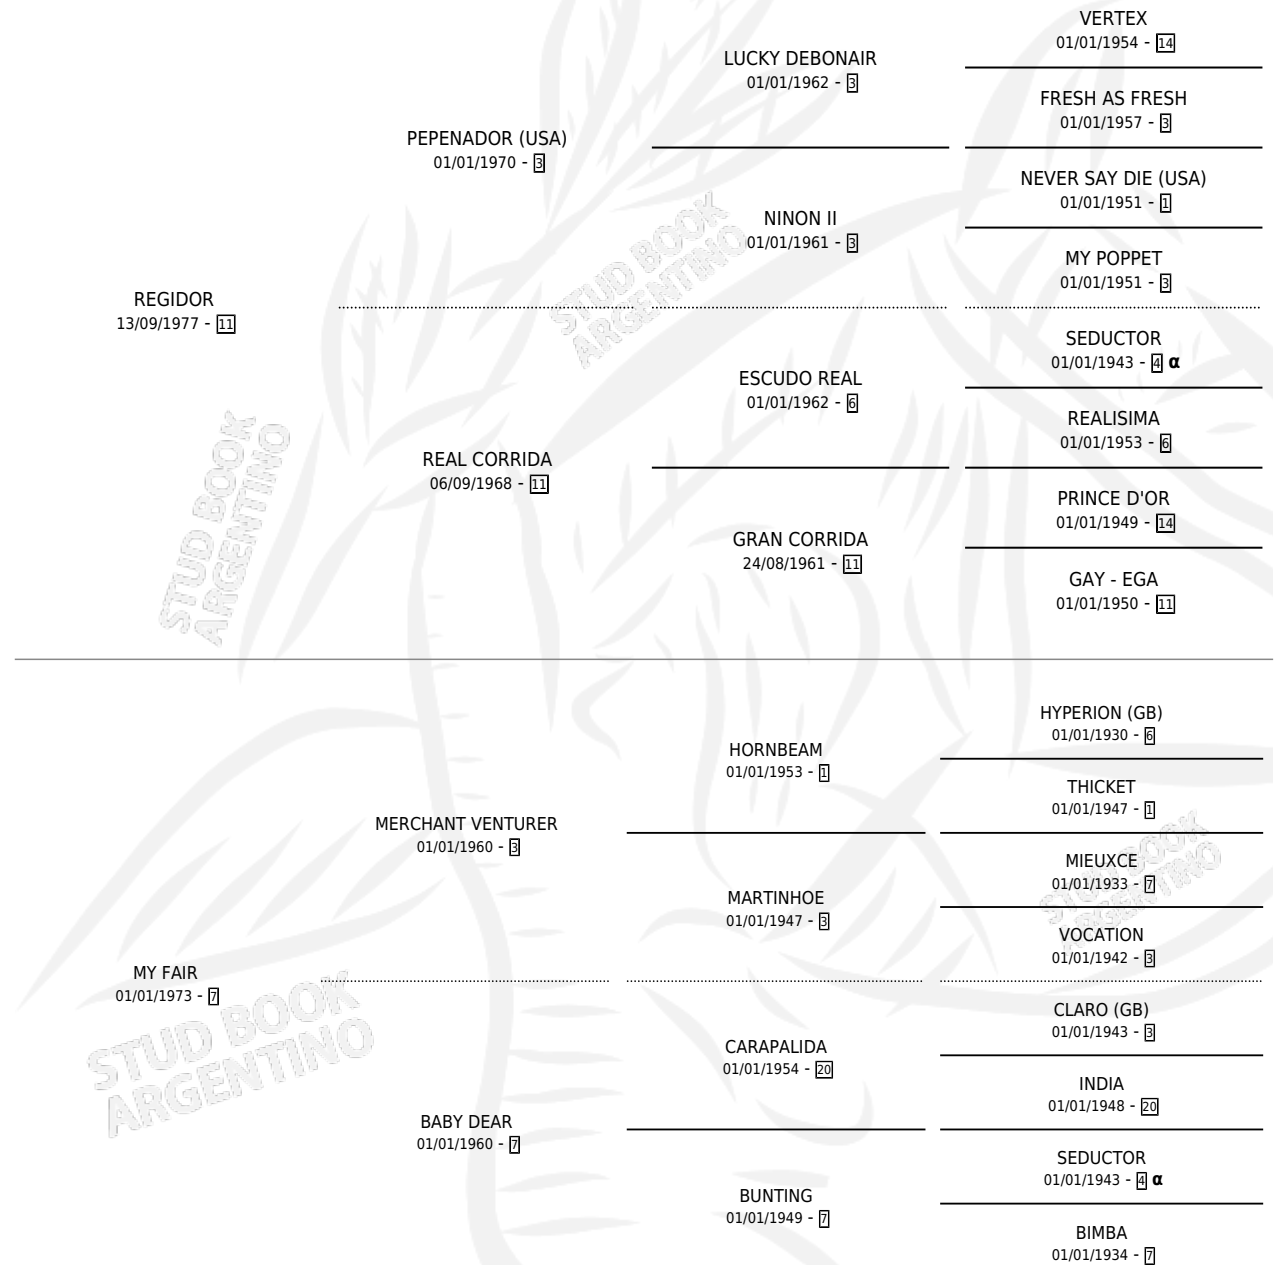 VERTEX
01/01/1954 - 14
LUCKY DEBONAIR
01/01/1962 - 3
FRESH AS FRESH
01/01/1957 - 3
PEPENADOR (USA)
01/01/1970 - 3
NEVER SAY DIE (USA)
01/01/1951 - 1
NINON II
01/01/1961 - 3
MY POPPET
01/01/1951 - 3
STUD BOOK
ARGENTINO
REGIDOR
13/09/1977 - 11
SEDUCTOR
01/01/1943 - 4 α
ESCUDO REAL
01/01/1962 - 6
REALISIMA
01/01/1953 - 6
REAL CORRIDA
06/09/1968 - 11
PRINCE D'OR
01/01/1949 - 14
GRAN CORRIDA
24/08/1961 - 11
GAY - EGA
01/01/1950 - 11
STUD BOOK
ARGENTINO
HYPERION (GB)
01/01/1930 - 6
HORNBEAM
01/01/1953 - 1
THICKET
01/01/1947 - 1
MERCHANT VENTURER
01/01/1960 - 3
MIEUXCE
01/01/1933 - 7
MARTINHOE
01/01/1947 - 3
VOCATION
01/01/1942 - 3
STUD BOOK
ARGENTINO
MY FAIR
01/01/1973 - 7
CLARO (GB)
01/01/1943 - 3
CARAPALIDA
01/01/1954 - 20
INDIA
01/01/1948 - 20
STUD BOOK
ARGENTINO
BABY DEAR
01/01/1960 - 7
SEDUCTOR
01/01/1943 - 4 α
BUNTING
01/01/1949 - 7
BIMBA
01/01/1934 - 7